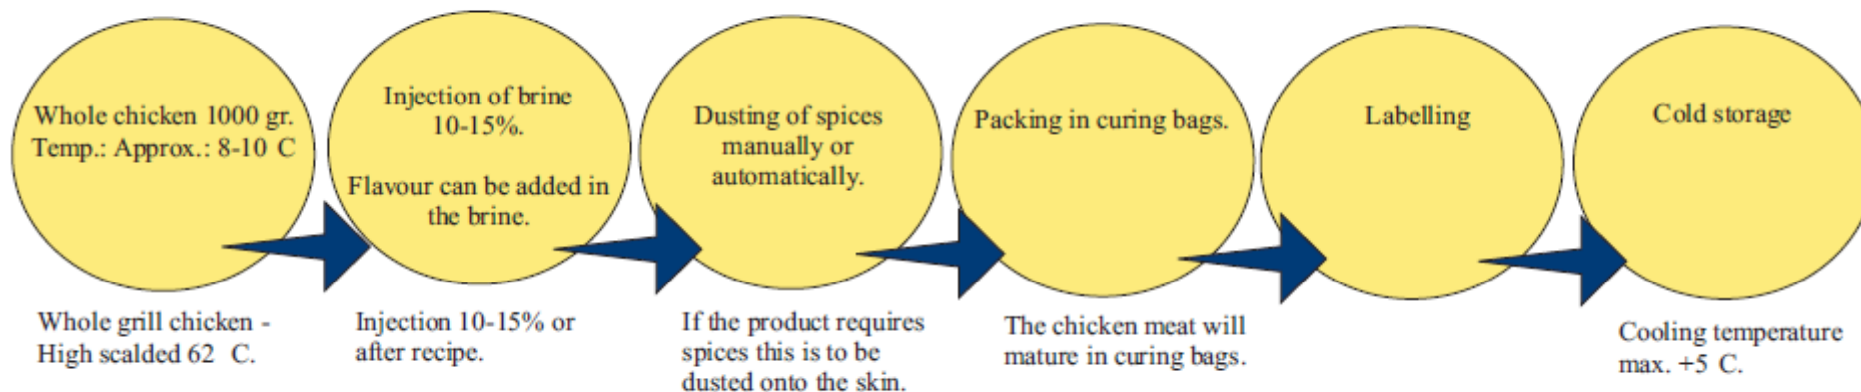 Whole chicken 1000 gr.
Temp.: Approx.: 8-10 C
Injection of brine
10-15%.
Flavour can be added in
the brine.
Dusting of spices
manually or
automatically.
Packing in curing bags.
Labelling
Cold storage
Whole grill chicken -
High scalded 62 C.
Injection 10-15% or
after recipe.
If the product requires
spices this is to be
dusted onto the skin.
The chicken meat will
mature in curing bags.
Cooling temperature
max. +5 C.